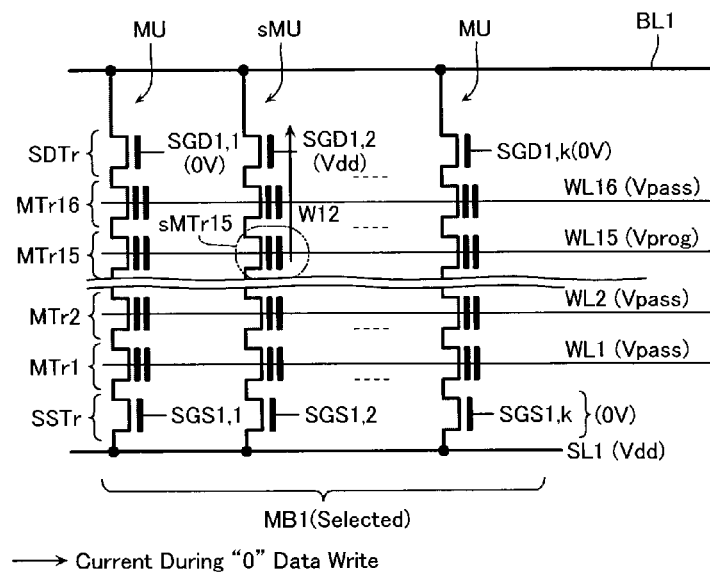 MU sMU MU BL1
SDTr SGD1,1 (0V) SGD1,2 (Vdd) SGD1,k(0V)
MTr16 W12 WL16 (Vpass)
sMTr15
MTr15 WL15 (Vprog)
MTr2 WL2 (Vpass)
MTr1 WL1 (Vpass)
SSTr SGS1,1 SGS1,2 SGS1,k (0V)
SL1 (Vdd)
MB1(Selected)
Current During “0” Data Write